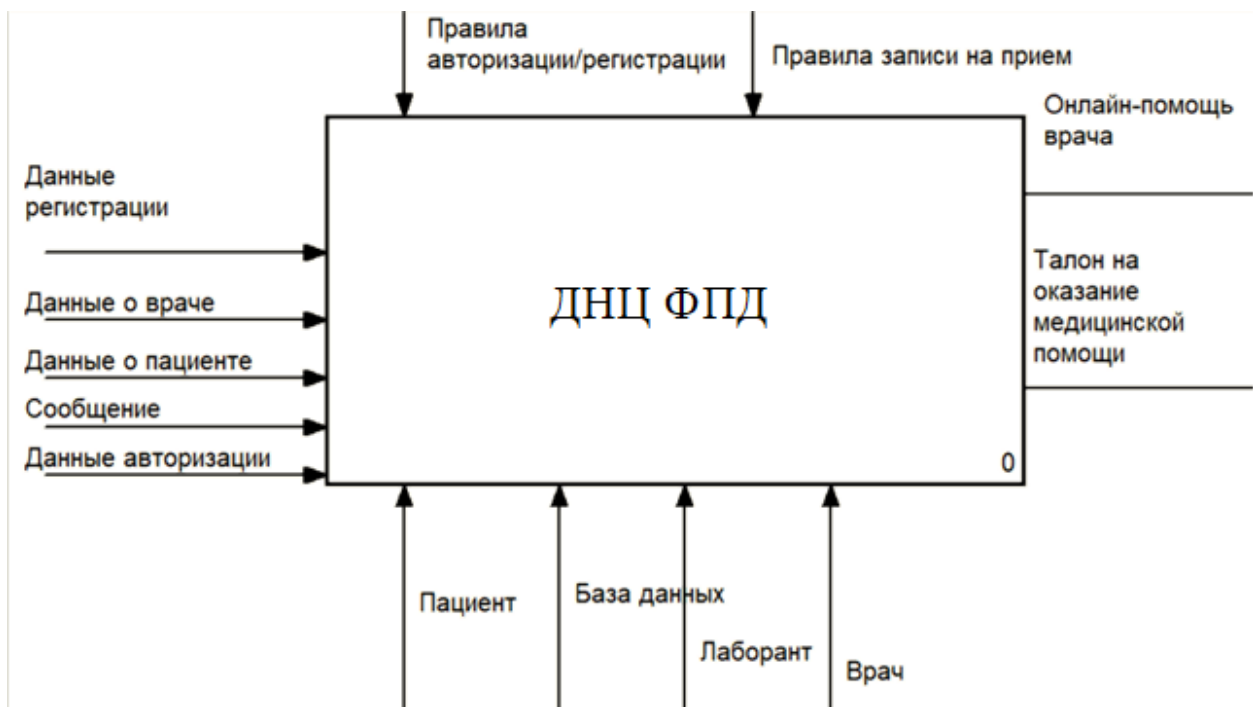 Правила
авторизации/регистрации
Правила записи на прием
Онлайн-помощь
врача
Данные
регистрации
Данные о враче
Данные о пациенте
Сообщение
Данные авторизации
ДНЦ ФПД
Талон на
оказание
медицинской
помощи
0
Пациент
База данных
Лаборант
Врач